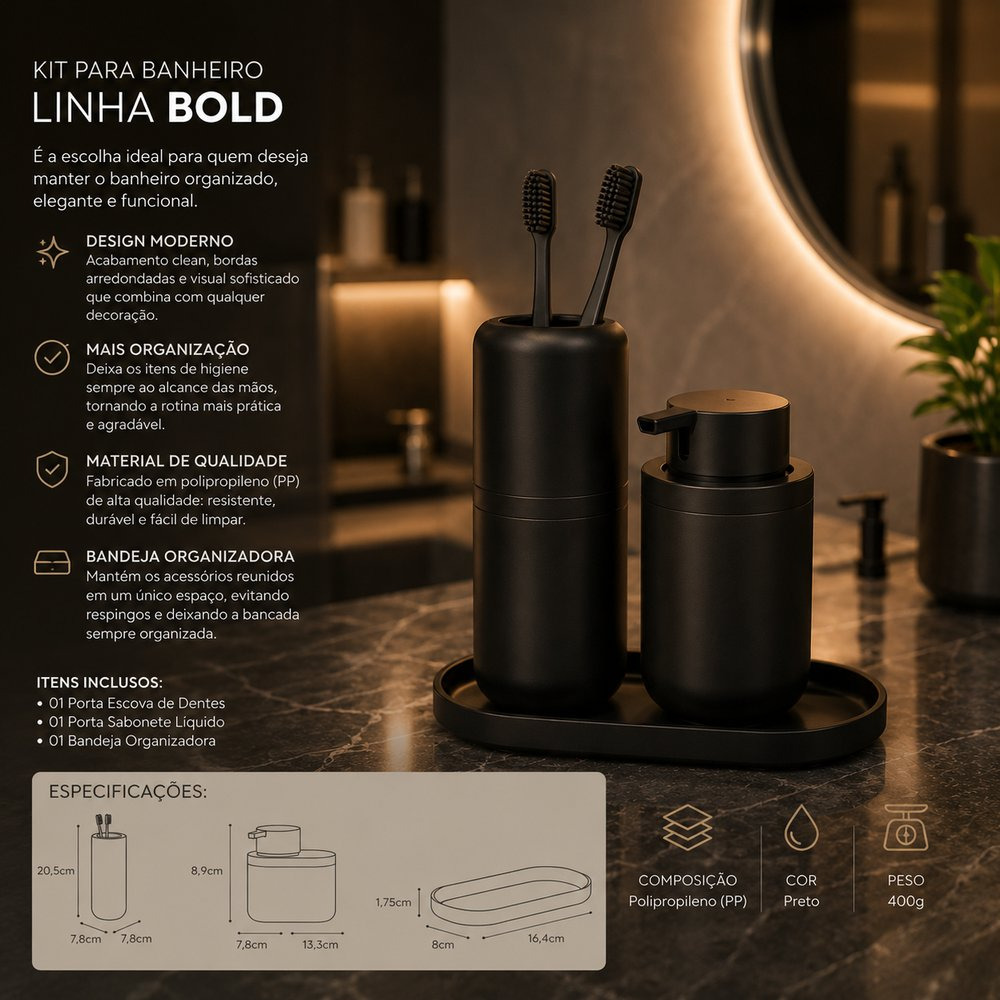 KIT PARA BANHEIRO
LINHA BOLD
É a escolha ideal para quem deseja
manter o banheiro organizado,
elegante e funcional.
DESIGN MODERNO
Acabamento clean, bordas
arredondadas e visual sofisticado
que combina com qualquer
decoração.
MAIS ORGANIZAÇÃO
Deixa os itens de higiene
sempre ao alcance das mãos,
tornando a rotina mais prática
e agradável.
MATERIAL DE QUALIDADE
Fabricado em polipropileno (PP)
de alta qualidade: resistente,
durável e fácil de limpar.
BANDEJA ORGANIZADORA
Mantém os acessórios reunidos
em um único espaço, evitando
respingos e deixando a bancada
sempre organizada.
ITENS INCLUSOS:
• 01 Porta Escova de Dentes
• 01 Porta Sabonete Líquido
• 01 Bandeja Organizadora
ESPECIFICAÇÕES:
20,5cm
7,8cm
7,8cm
8,9cm
7,8cm
13,3cm
1,75cm
8cm
16,4cm
COMPOSIÇÃO
Polipropileno (PP)
COR
Preto
PESO
400g